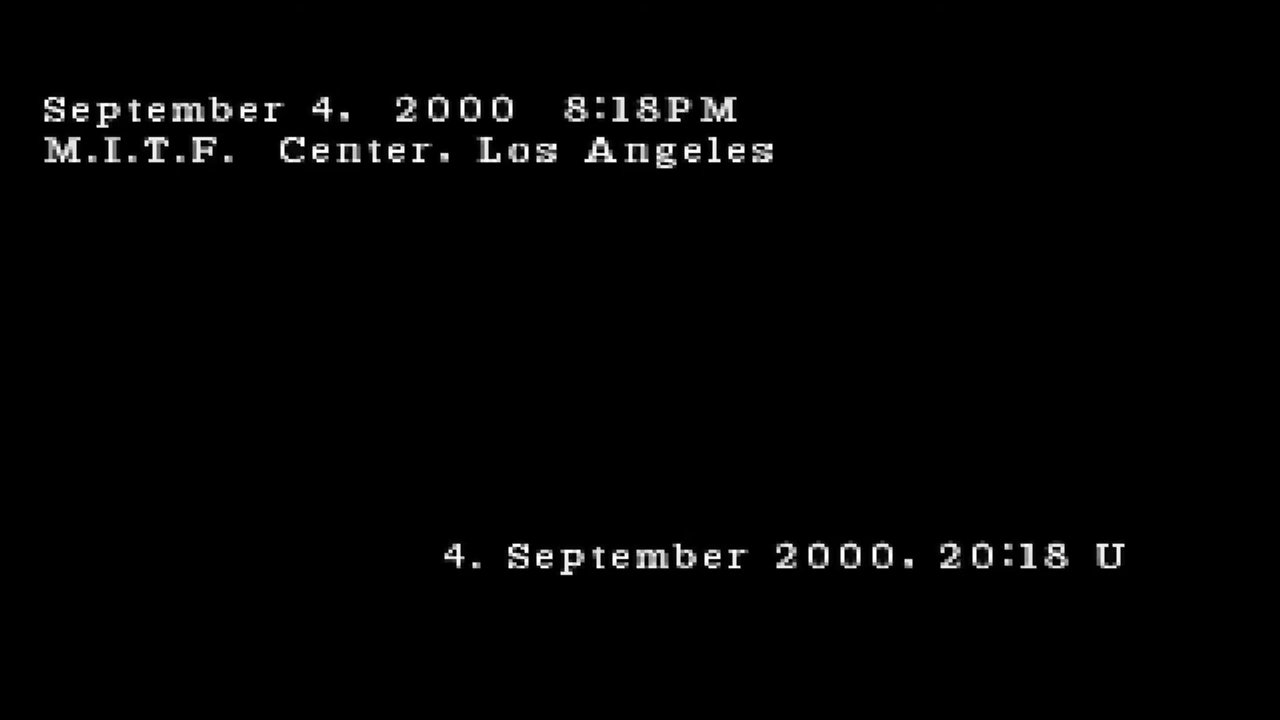 September 4. 2000 8:18PM
M.I.T.F. Center. Los Angeles
4. September 2000. 20:18 U